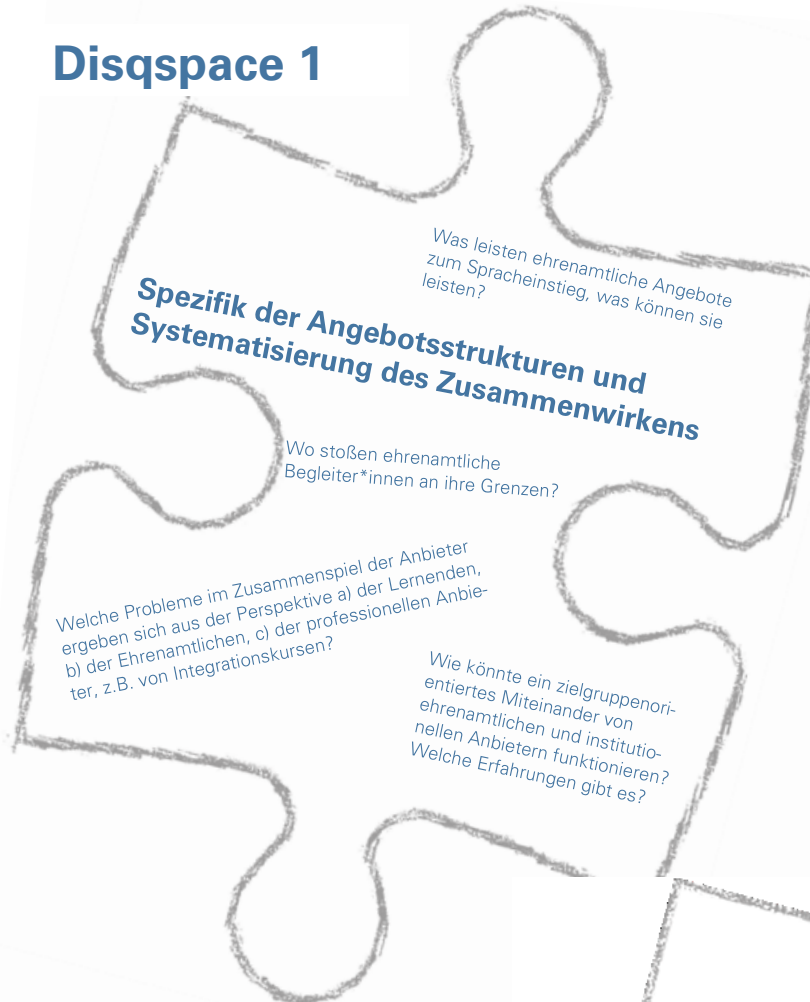 Disqspace 1
Was leisten ehrenamtliche Angebote
zum Spracheinstieg, was können sie
leisten?
Spezifik der Angebotsstrukturen und
Systematisierung des Zusammenwirkens
Wo stoßen ehrenamtliche
Begleiter*innen an ihre Grenzen?
Welche Probleme im Zusammenspiel der Anbieter
ergeben sich aus der Perspektive a) der Lernenden,
b) der Ehrenamtlichen, c) der professionellen Anbie-
ter, z.B. von Integrationskursen?
Wie könnte ein zielgruppenori-
entiertes Miteinander von
ehrenamtlichen und institutio-
nellen Anbietern funktionieren?
Welche Erfahrungen gibt es?